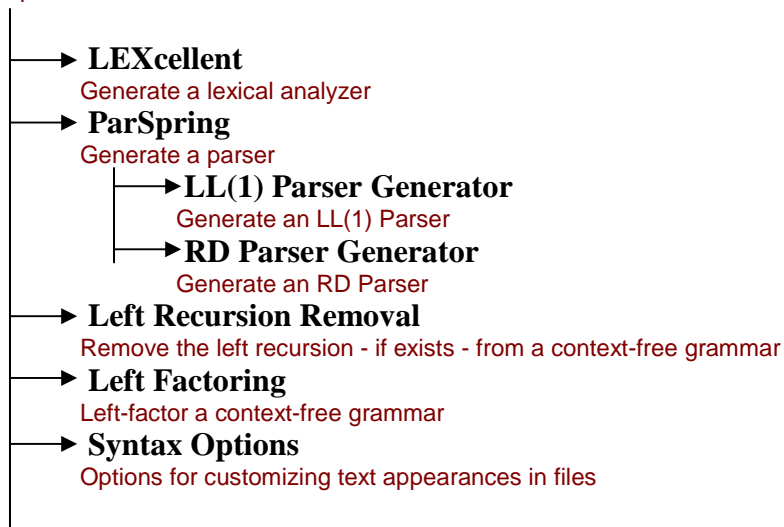 LEXcellent
Generate a lexical analyzer
ParSpring
Generate a parser
LL(1) Parser Generator
Generate an LL(1) Parser
RD Parser Generator
Generate an RD Parser
Left Recursion Removal
Remove the left recursion - if exists - from a context-free grammar
Left Factoring
Left-factor a context-free grammar
Syntax Options
Options for customizing text appearances in files